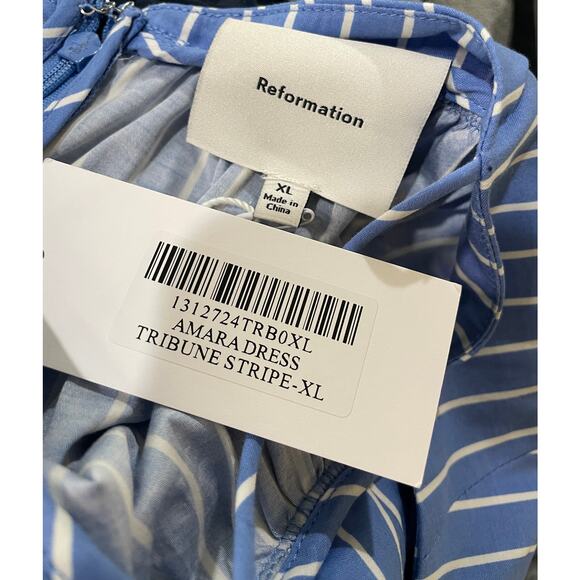 Reformation
XL
Made in
China
1312724TRB0XL
AMARA DRESS
TRIBUNE STRIPE-XL